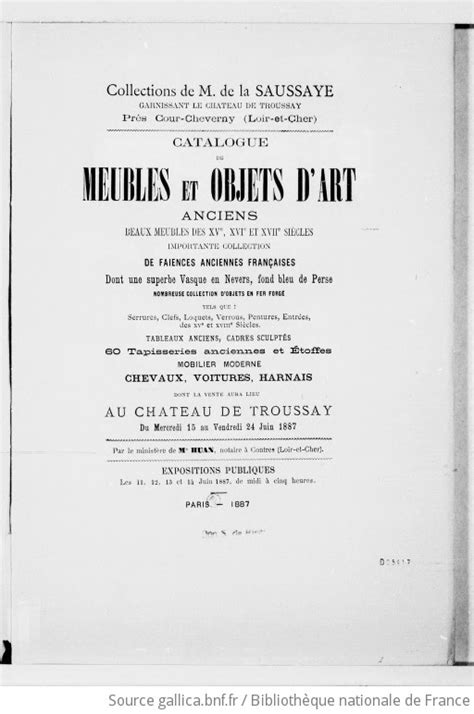 Collections de M. de la SAUSSAYE
GARNISSANT LE CHATEAU DE TROUSSAY
Près Cour-Cheverny (Loir-et-Cher)
CATALOGUE
DE
MEUBLES ET OBJETS D'ART
ANCIENS
BEAUX MEUBLES DES XVe, XVIe ET XVIIe SIÈCLES
IMPORTANTE COLLECTION
DE FAIENCES ANCIENNES FRANÇAISES
Dont une superbe Vasque en Nevers, fond bleu de Perse
NOMBREUSE COLLECTION D'OBJETS EN FER FORGÉ
TELS QUE :
Serrures, Clefs, Loquets, Verrous, Pentures, Entrées,
des XVe et XVIIIe Siècles.
TABLEAUX ANCIENS, CADRES SCULPTÉS
60 Tapisseries anciennes et Étoffes
MOBILIER MODERNE
CHEVAUX, VOITURES, HARNAIS
DONT LA VENTE AURA LIEU
AU CHATEAU DE TROUSSAY
Du Mercredi 15 au Vendredi 24 Juin 1887
Par le ministère de Me HUAN, notaire à Contres (Loir-et-Cher).
EXPOSITIONS PUBLIQUES
Les 11, 12, 13 et 14 Juin 1887, de midi à cinq heures.
PARIS — 1887
Source gallica.bnf.fr / Bibliothèque nationale de France